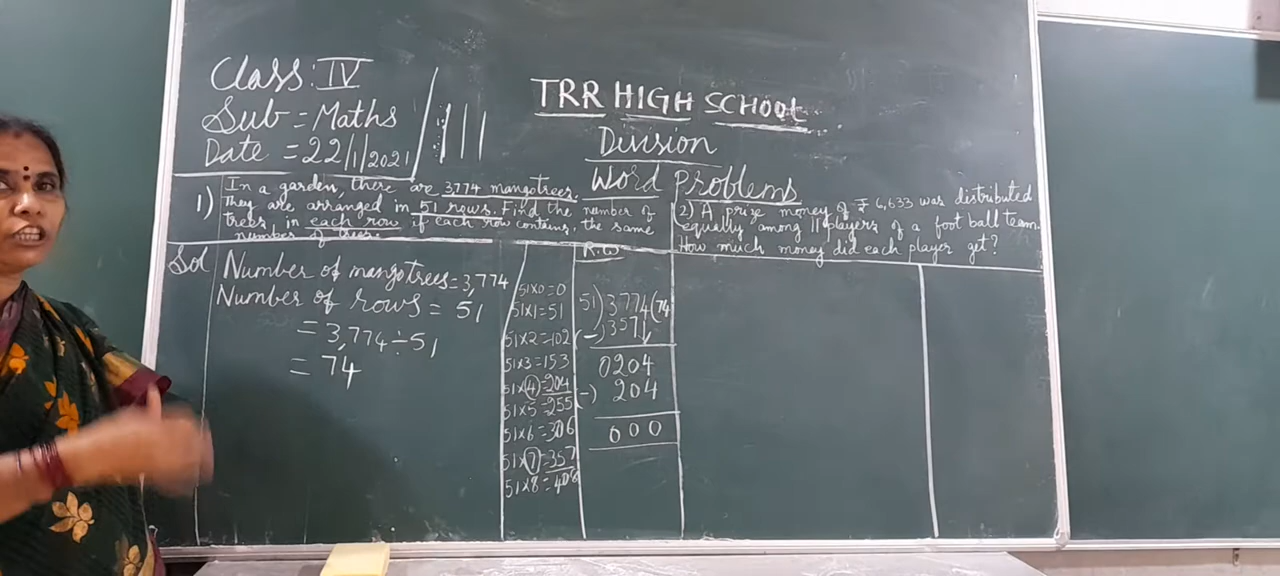 Class: IV
Sub = Maths
Date = 22/1/2021
TRR HIGH SCHOOL
Division
Word Problems
1) In a garden, there are 3,774 mangotrees.
They are arranged in 51 rows. Find the number of
trees in each row if each row contains, the same
number of trees.
2) A prize money of ₹ 6,633 was distributed
equally among 11 players of a foot ball team.
How much money did each player get?
Sol
Number of mangotrees = 3,774
Number of rows = 51
= 3,774 ÷ 51
= 74
51×0=0
51×1=51
51×2=102
51×3=153
51×4=204
51×5=255
51×6=306
51×7=357
51×8=408
R.W
51) 3774 (74
(-) 357
0204
(-) 204
000